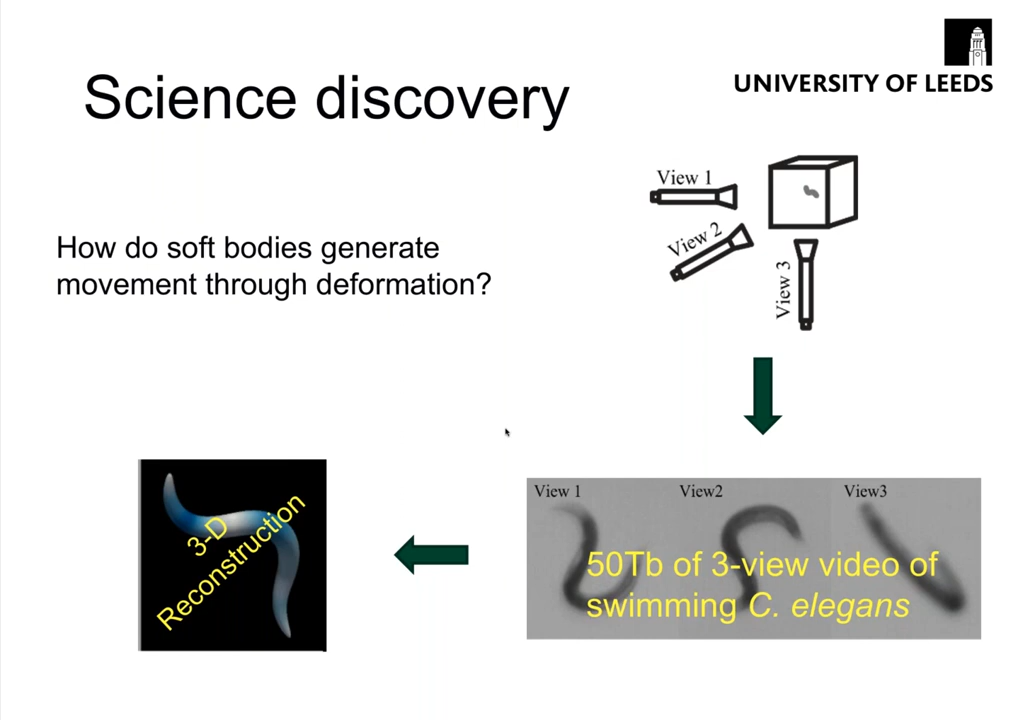 UNIVERSITY OF LEEDS
Science discovery
View 1
View 2
View 3
How do soft bodies generate
movement through deformation?
View 1
View2
View3
50Tb of 3-view video of
swimming C. elegans
3-D
Reconstruction